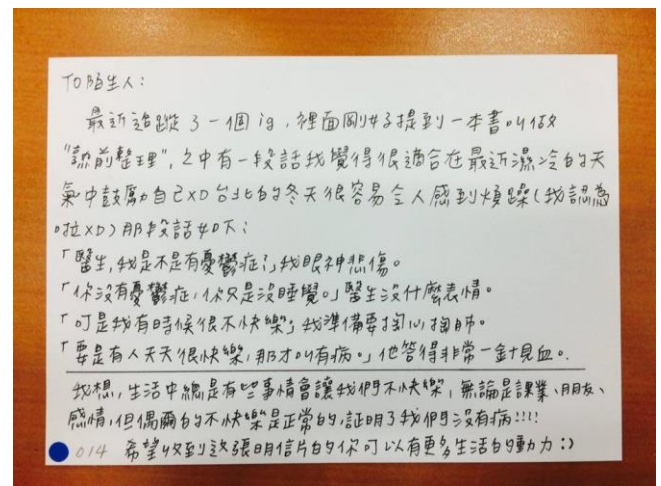 TO陌生人：
最近追蹤了一個ig，裡面剛好提到一本書叫做
"誌前整理"，之中有一段話我覺得很適合在最近濕冷的天
氣中鼓勵自己XD台北的冬天很容易令人感到煩躁(我認為
啦XD)那段話如下：
「醫生，我是不是有憂鬱症？」我眼神悲傷。
「你沒有憂鬱症，你只是沒睡覺。」醫生沒什麼表情。
「可是我有時候很不快樂」我準備要掏心掏肺。
「要是有人天天很快樂，那才叫有病。」他答得非常一針見血。
我想，生活中總是有些事情會讓我們不快樂，無論是課業、朋友、
感情，但偶爾的不快樂是正常的，証明了我們沒有病!!!!
014 希望收到這張明信片的你可以有更多生活的動力:)